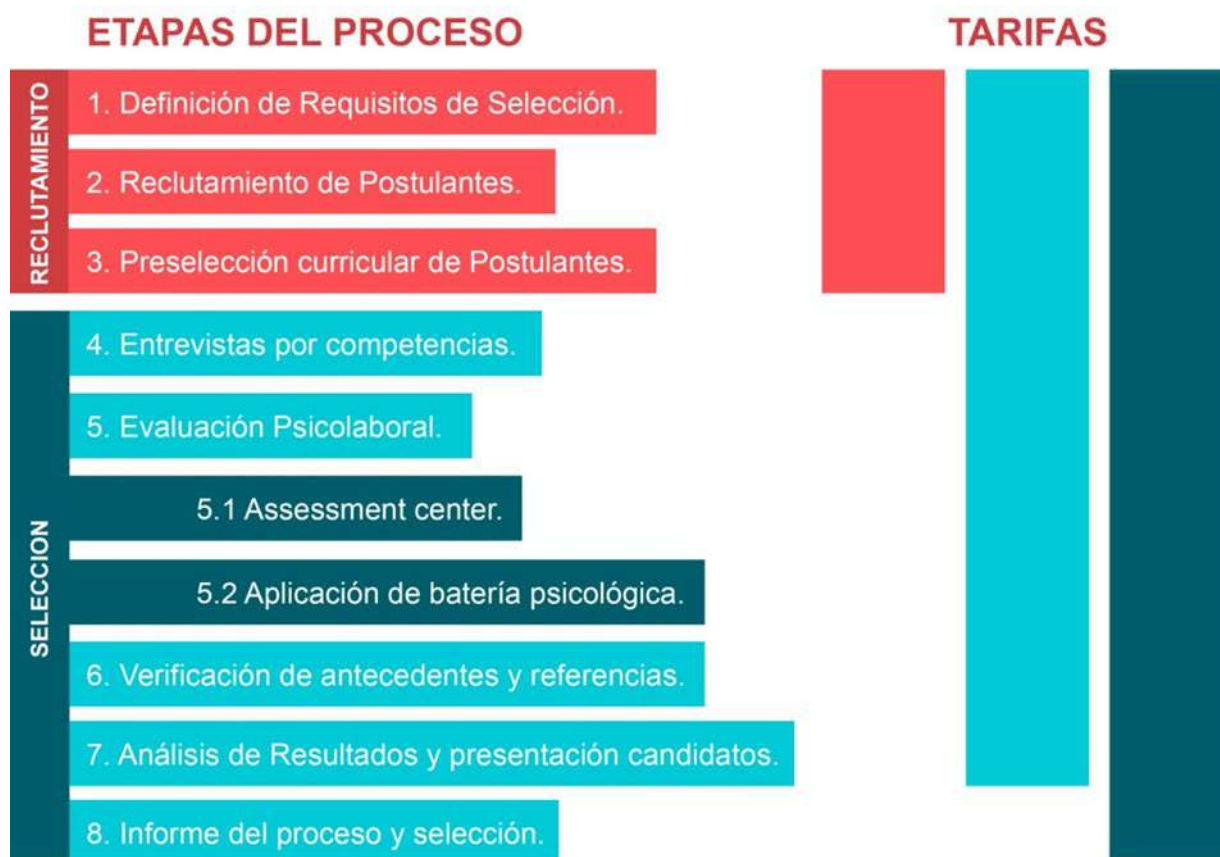 ETAPAS DEL PROCESO
TARIFAS
RECLUTAMIENTO
1. Definición de Requisitos de Selección.
2. Reclutamiento de Postulantes.
3. Preselección curricular de Postulantes.
SELECCION
4. Entrevistas por competencias.
5. Evaluación Psicolaboral.
5.1 Assessment center.
5.2 Aplicación de batería psicológica.
6. Verificación de antecedentes y referencias.
7. Análisis de Resultados y presentación candidatos.
8. Informe del proceso y selección.